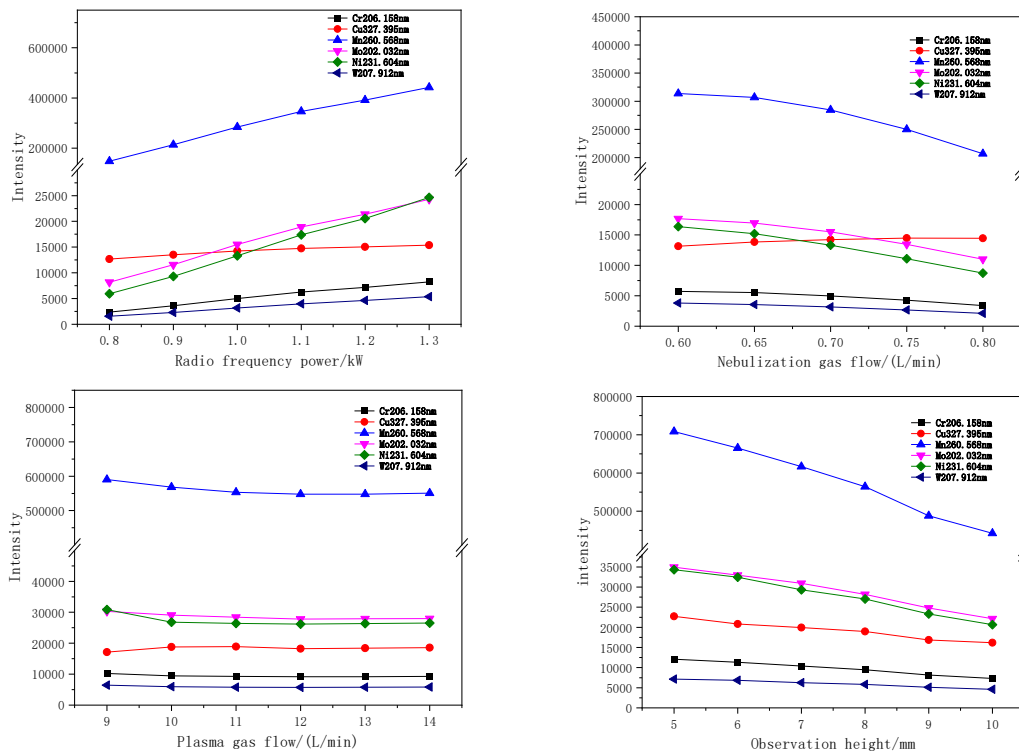 Intensity
600000
400000
200000
25000
20000
15000
10000
5000
0
Cr206.158nm
Cu327.395nm
Mn260.568nm
Mo202.032nm
Ni231.604nm
W207.912nm
0.8 0.9 1.0 1.1 1.2 1.3
Radio frequency power/kW
Intensity
450000
400000
350000
300000
250000
200000
20000
15000
10000
5000
0
Cr206.158nm
Cu327.395nm
Mn260.568nm
Mo202.032nm
Ni231.604nm
W207.912nm
0.60 0.65 0.70 0.75 0.80
Nebulization gas flow/(L/min)
Intensity
800000
700000
600000
500000
40000
30000
20000
10000
0
Cr206.158nm
Cu327.395nm
Mn260.568nm
Mo202.032nm
Ni231.604nm
W207.912nm
9 10 11 12 13 14
Plasma gas flow/(L/min)
intensity
800000
700000
600000
500000
35000
30000
25000
20000
15000
10000
5000
0
Cr206.158nm
Cu327.395nm
Mn260.568nm
Mo202.032nm
Ni231.604nm
W207.912nm
5 6 7 8 9 10
Observation height/mm